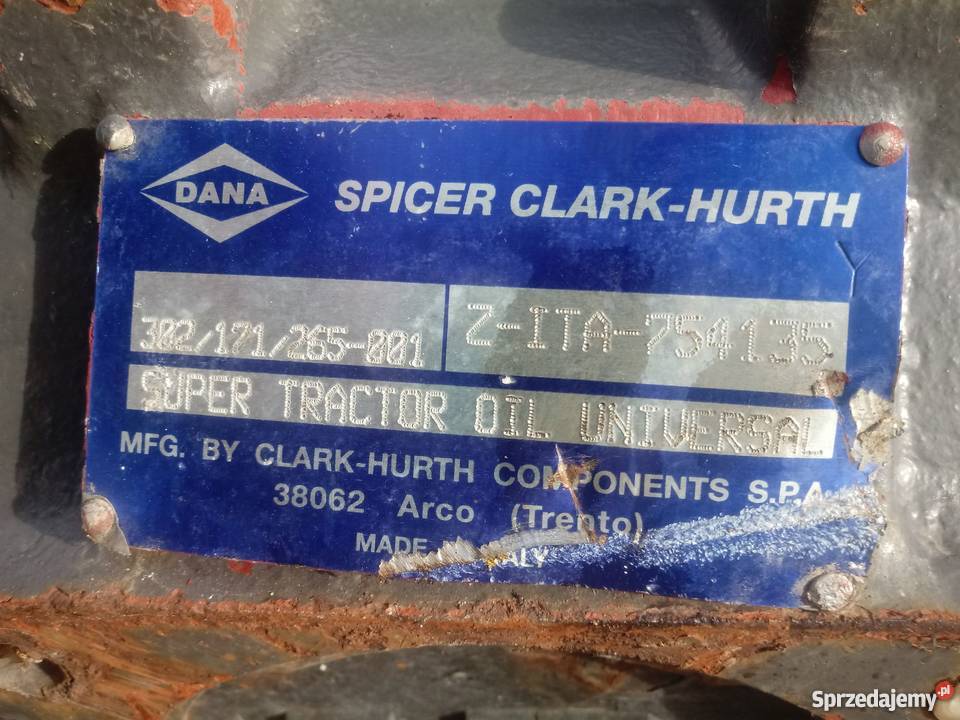 DANA
SPICER CLARK-HURTH
302/171/265-001
Z-ITA-754135
SUPER TRACTOR OIL UNIVERSAL
MFG. BY CLARK-HURTH COMPONENTS S.P.A
38062 Arco (Trento)
MADE
Sprzedajemy.pl